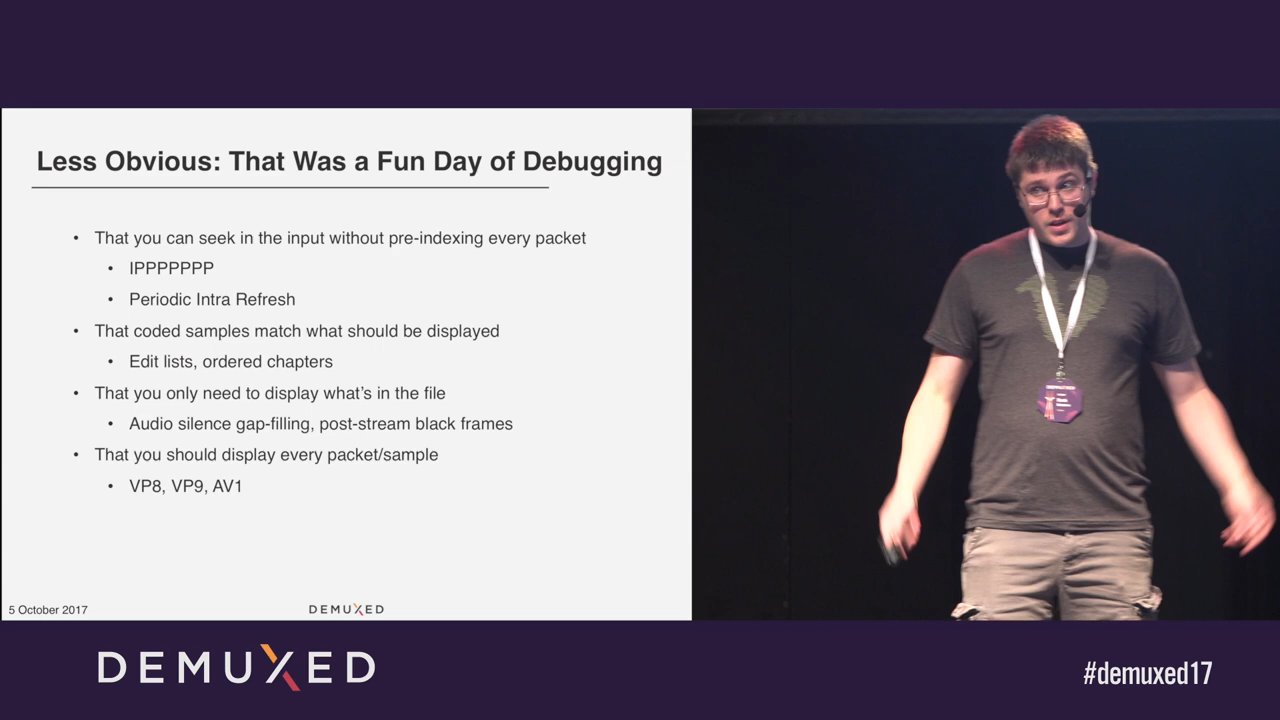 Less Obvious: That Was a Fun Day of Debugging
• That you can seek in the input without pre-indexing every packet
• IPPPPPPP
• Periodic Intra Refresh
• That coded samples match what should be displayed
• Edit lists, ordered chapters
• That you only need to display what's in the file
• Audio silence gap-filling, post-stream black frames
• That you should display every packet/sample
• VP8, VP9, AV1
5 October 2017
DEMUXED
DEMUXED
#demuxed17